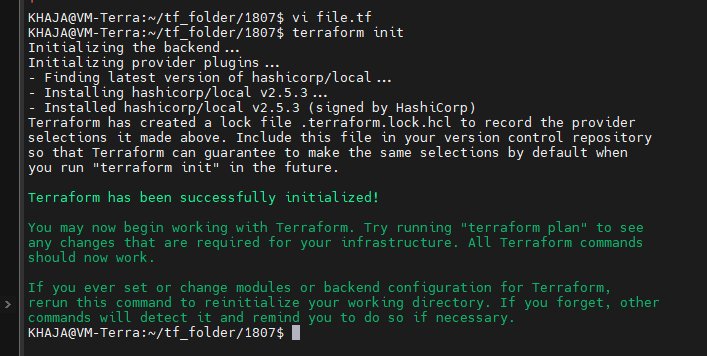 KHAJA@VM-Terra:~/tf_folder/1807$ vi file.tf
KHAJA@VM-Terra:~/tf_folder/1807$ terraform init
Initializing the backend...
Initializing provider plugins...
- Finding latest version of hashicorp/local...
- Installing hashicorp/local v2.5.3...
- Installed hashicorp/local v2.5.3 (signed by HashiCorp)
Terraform has created a lock file .terraform.lock.hcl to record the provider
selections it made above. Include this file in your version control repository
so that Terraform can guarantee to make the same selections by default when
you run "terraform init" in the future.
Terraform has been successfully initialized!
You may now begin working with Terraform. Try running "terraform plan" to see
any changes that are required for your infrastructure. All Terraform commands
should now work.
If you ever set or change modules or backend configuration for Terraform,
rerun this command to reinitialize your working directory. If you forget, other
commands will detect it and remind you to do so if necessary.
KHAJA@VM-Terra:~/tf_folder/1807$